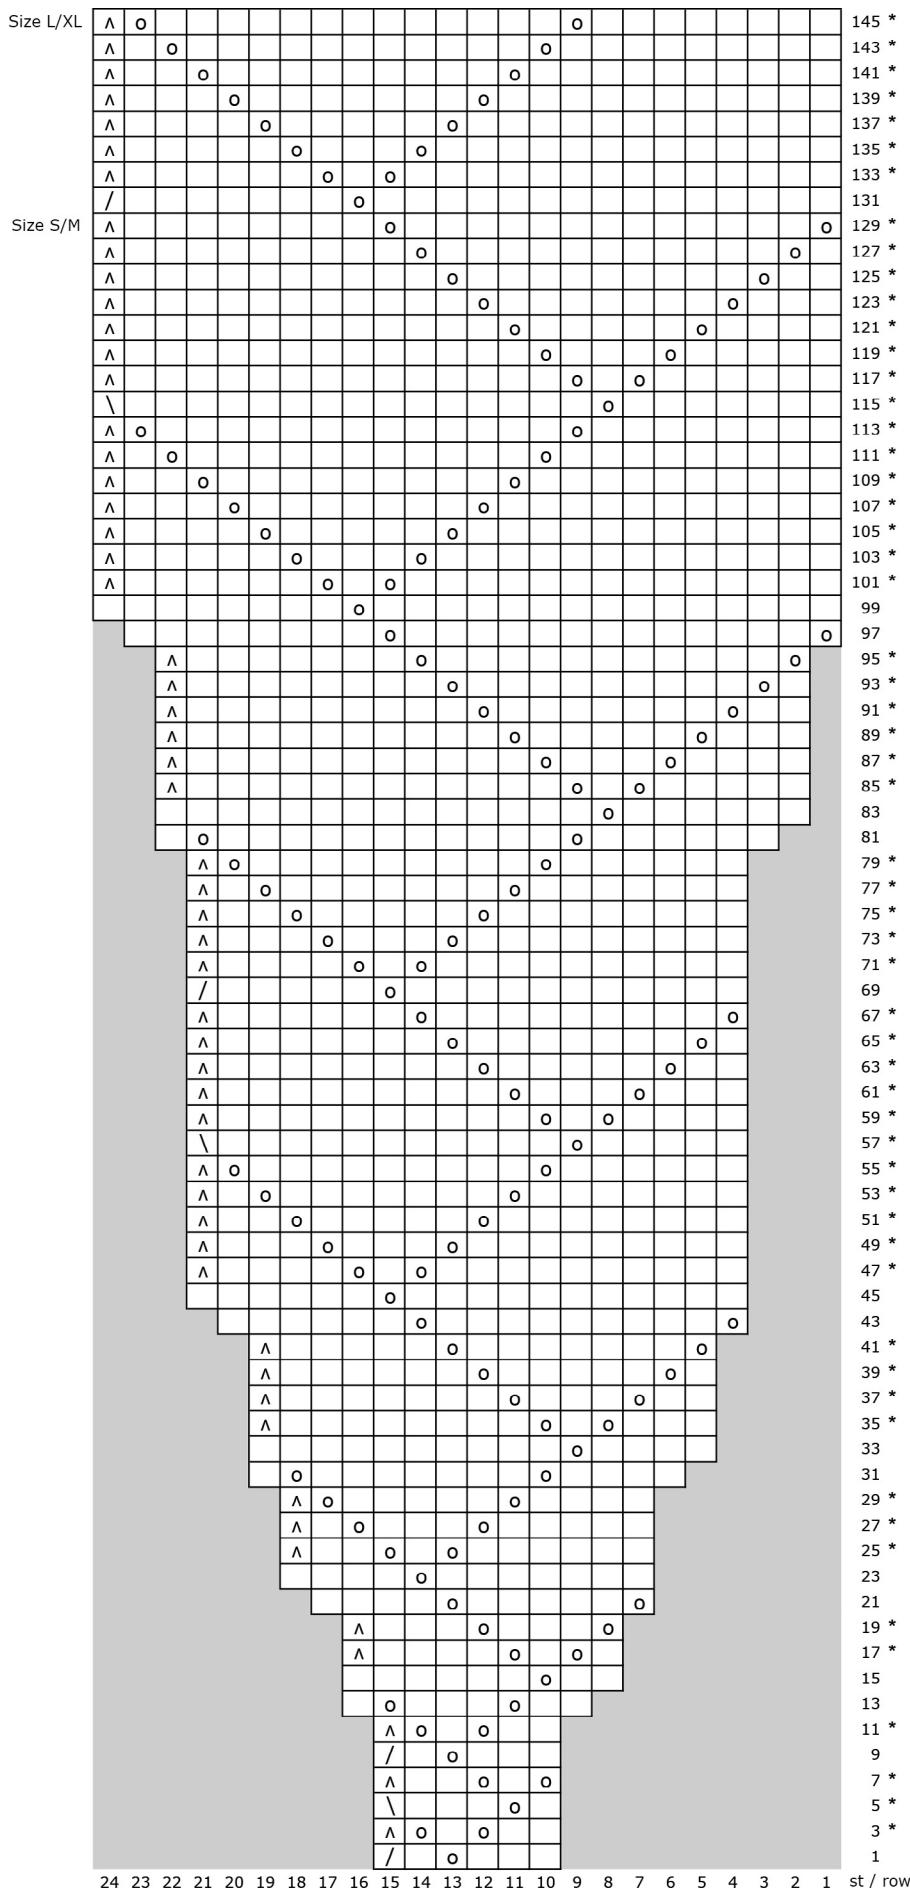 Size L/XL ʌ o o 145 *
ʌ o o 143 *
ʌ o o 141 *
ʌ o o 139 *
ʌ o o 137 *
ʌ o o 135 *
ʌ o o 133 *
/ o 131
Size S/M ʌ o o 129 *
ʌ o o 127 *
ʌ o o 125 *
ʌ o o 123 *
ʌ o o 121 *
ʌ o o 119 *
ʌ o o 117 *
\ o 115 *
ʌ o o 113 *
ʌ o o 111 *
ʌ o o 109 *
ʌ o o 107 *
ʌ o o 105 *
ʌ o o 103 *
ʌ o o 101 *
o 99
o o 97
ʌ o o 95 *
ʌ o o 93 *
ʌ o o 91 *
ʌ o o 89 *
ʌ o o 87 *
ʌ o o 85 *
o 83
o o 81
ʌ o o 79 *
ʌ o o 77 *
ʌ o o 75 *
ʌ o o 73 *
ʌ o o 71 *
/ o 69
ʌ o o 67 *
ʌ o o 65 *
ʌ o o 63 *
ʌ o o 61 *
ʌ o o 59 *
\ o 57 *
ʌ o o 55 *
ʌ o o 53 *
ʌ o o 51 *
ʌ o o 49 *
ʌ o o 47 *
o 45
o o 43
ʌ o o 41 *
ʌ o o 39 *
ʌ o o 37 *
ʌ o o 35 *
o 33
o o 31
ʌ o o 29 *
ʌ o o 27 *
ʌ o o 25 *
o 23
o o 21
ʌ o o 19 *
ʌ o o 17 *
o 15
o o 13
ʌ o o 11 *
/ o 9
ʌ o o 7 *
\ o 5 *
ʌ o o 3 *
/ o 1
24 23 22 21 20 19 18 17 16 15 14 13 12 11 10 9 8 7 6 5 4 3 2 1 st / row